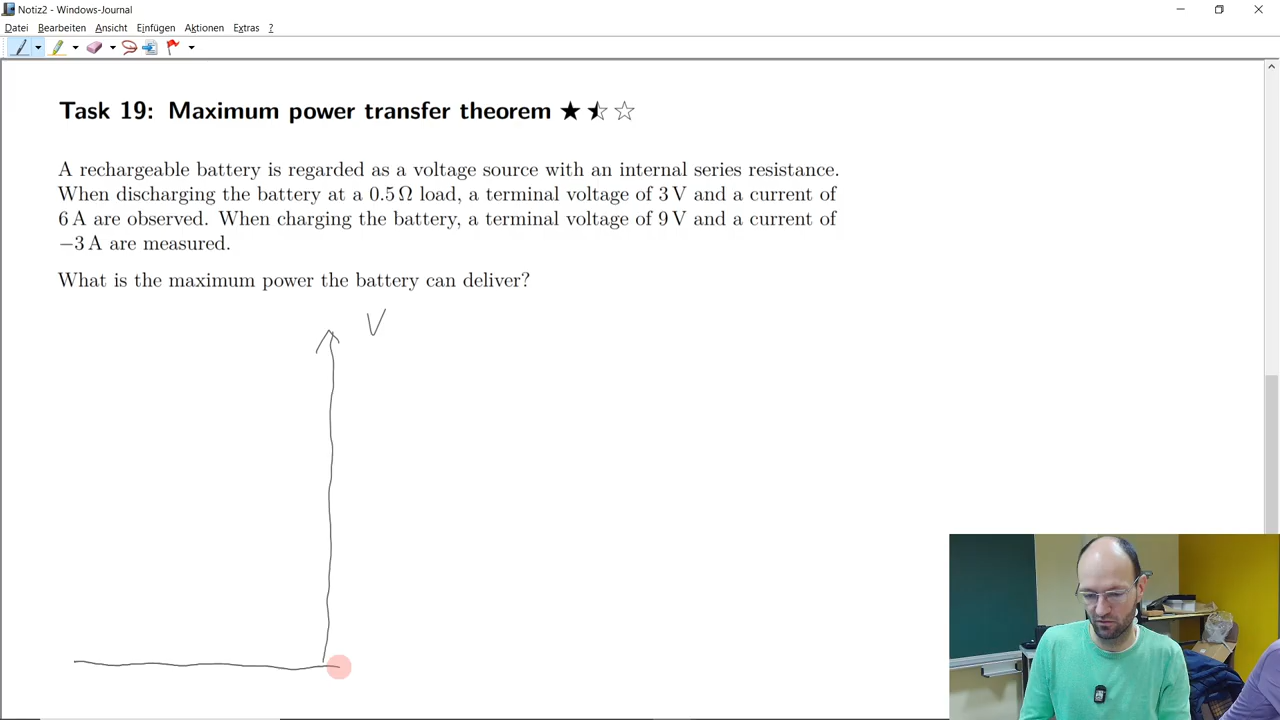 Notiz2 - Windows-Journal
Datei Bearbeiten Ansicht Einfügen Aktionen Extras ?
Task 19: Maximum power transfer theorem ★⯪☆
A rechargeable battery is regarded as a voltage source with an internal series resistance.
When discharging the battery at a 0.5 Ω load, a terminal voltage of 3 V and a current of
6 A are observed. When charging the battery, a terminal voltage of 9 V and a current of
−3 A are measured.
What is the maximum power the battery can deliver?
V